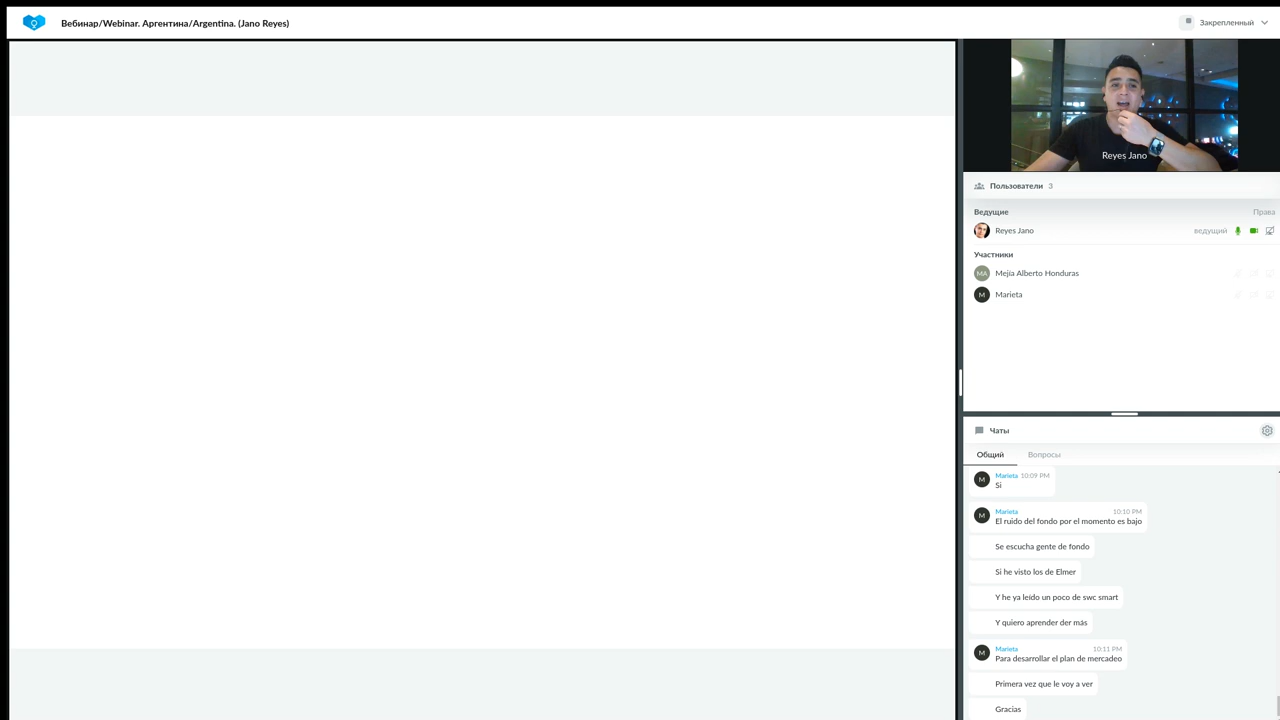 Вебинар/Webinar. Аргентина/Argentina. (Jano Reyes)
Закрепленный
Reyes Jano
Пользователи 3
Ведущие Права
Reyes Jano ведущий
Участники
MA Mejía Alberto Honduras
M Marieta
Чаты
Общий Вопросы
M Marieta 10:09 PM
Si
M Marieta 10:10 PM
El ruido del fondo por el momento es bajo
Se escucha gente de fondo
Si he visto los de Elmer
Y he ya leído un poco de swc smart
Y quiero aprender der más
M Marieta 10:11 PM
Para desarrollar el plan de mercadeo
Primera vez que le voy a ver
Gracias